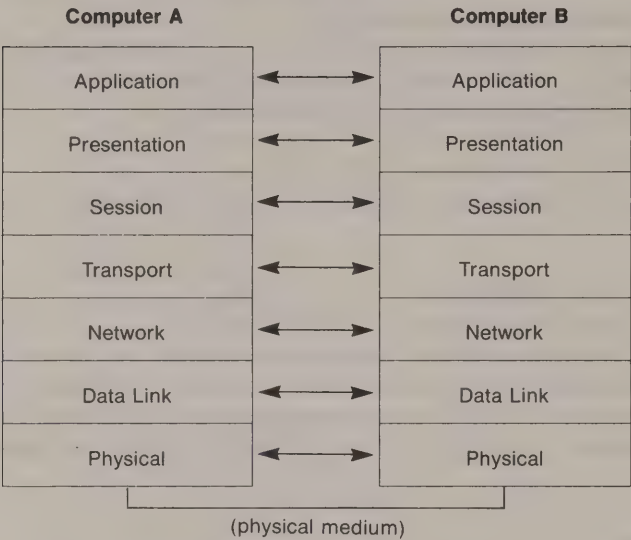 Computer A Computer B
Application Application
Presentation Presentation
Session Session
Transport Transport
Network Network
Data Link Data Link
Physical Physical
(physical medium)